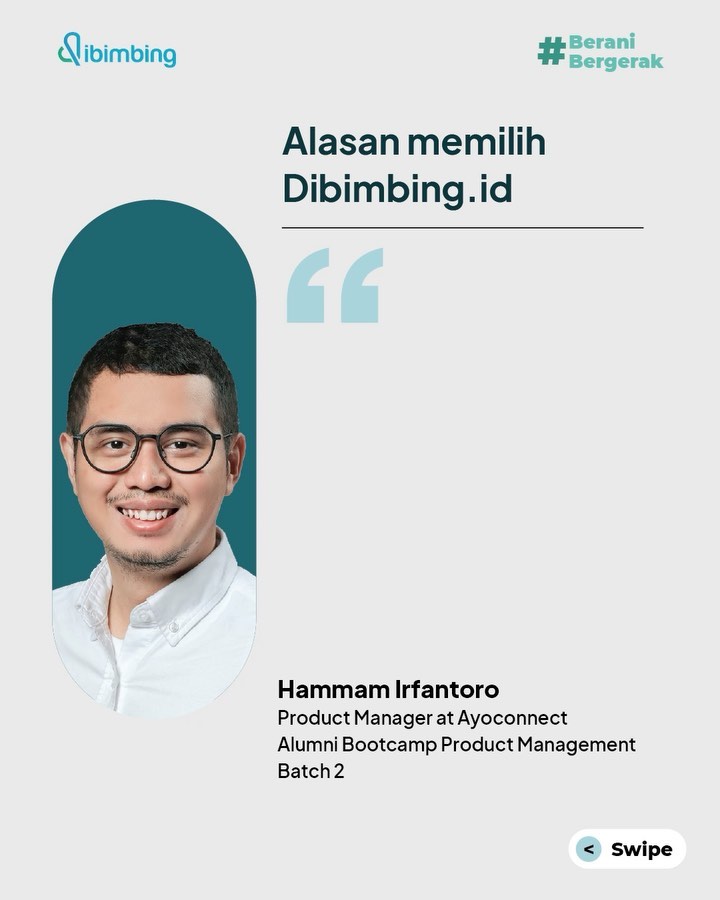 dibimbing
#Berani
Bergerak
Alasan memilih
Dibimbing.id
“
Hammam Irfantoro
Product Manager at Ayoconnect
Alumni Bootcamp Product Management
Batch 2
< Swipe